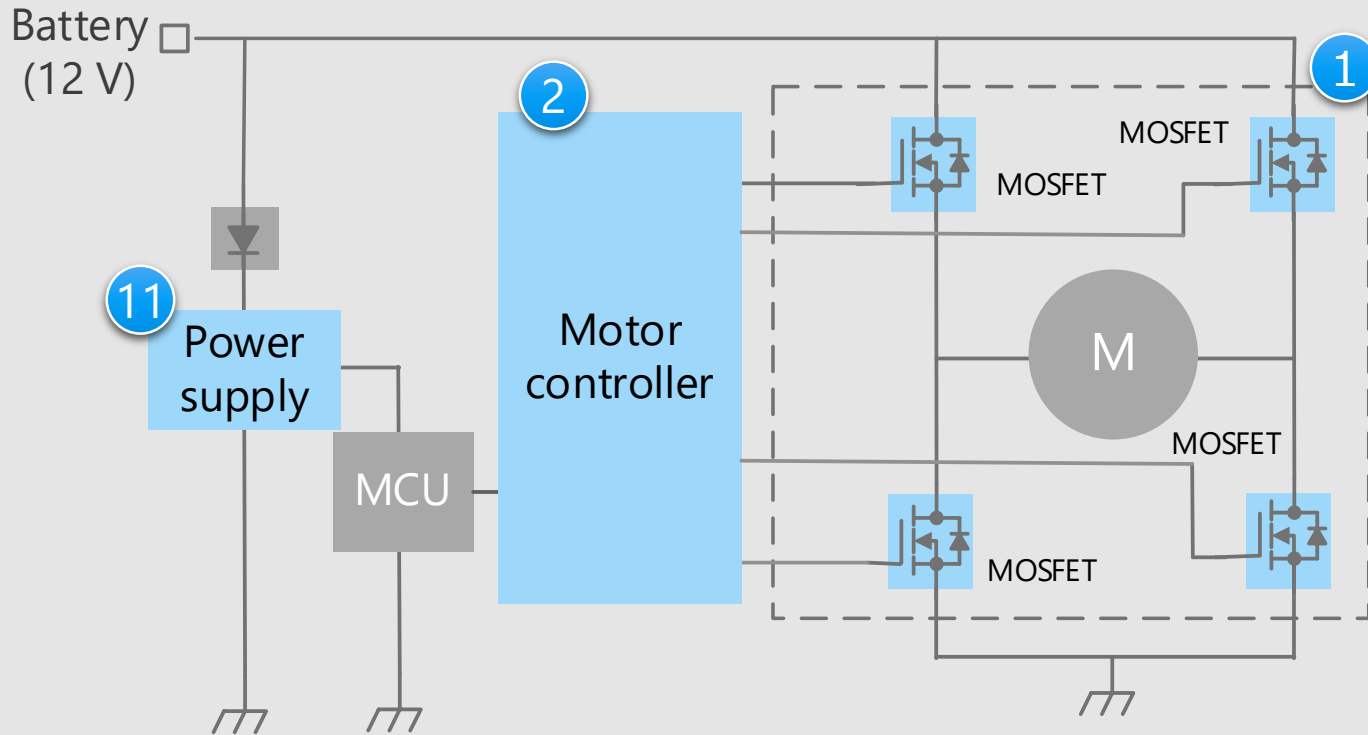 Battery
(12 V)
1
2
MOSFET
MOSFET
11
Power
supply
Motor
controller
M
MOSFET
MCU
MOSFET